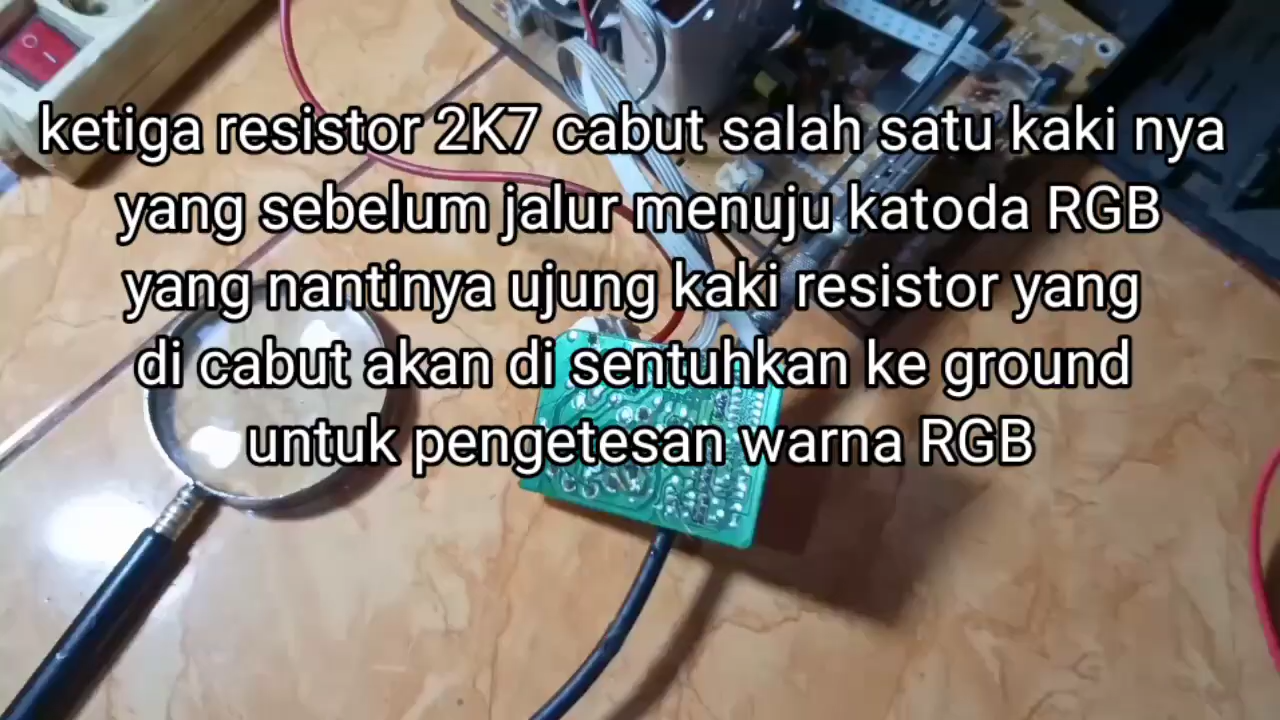 ketiga resistor 2K7 cabut salah satu kaki nya
yang sebelum jalur menuju katoda RGB
yang nantinya ujung kaki resistor yang
di cabut akan di sentuhkan ke ground
untuk pengetesan warna RGB